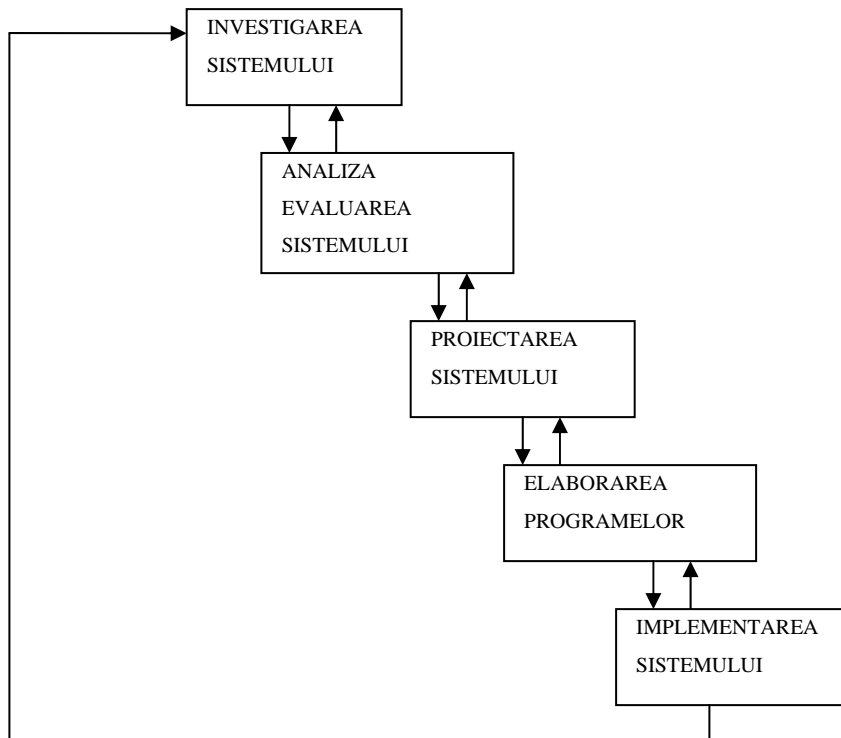 INVESTIGAREA
SISTEMULUI
ANALIZA
EVALUAREA
SISTEMULUI
PROIECTAREA
SISTEMULUI
ELABORAREA
PROGRAMELOR
IMPLEMENTAREA
SISTEMULUI